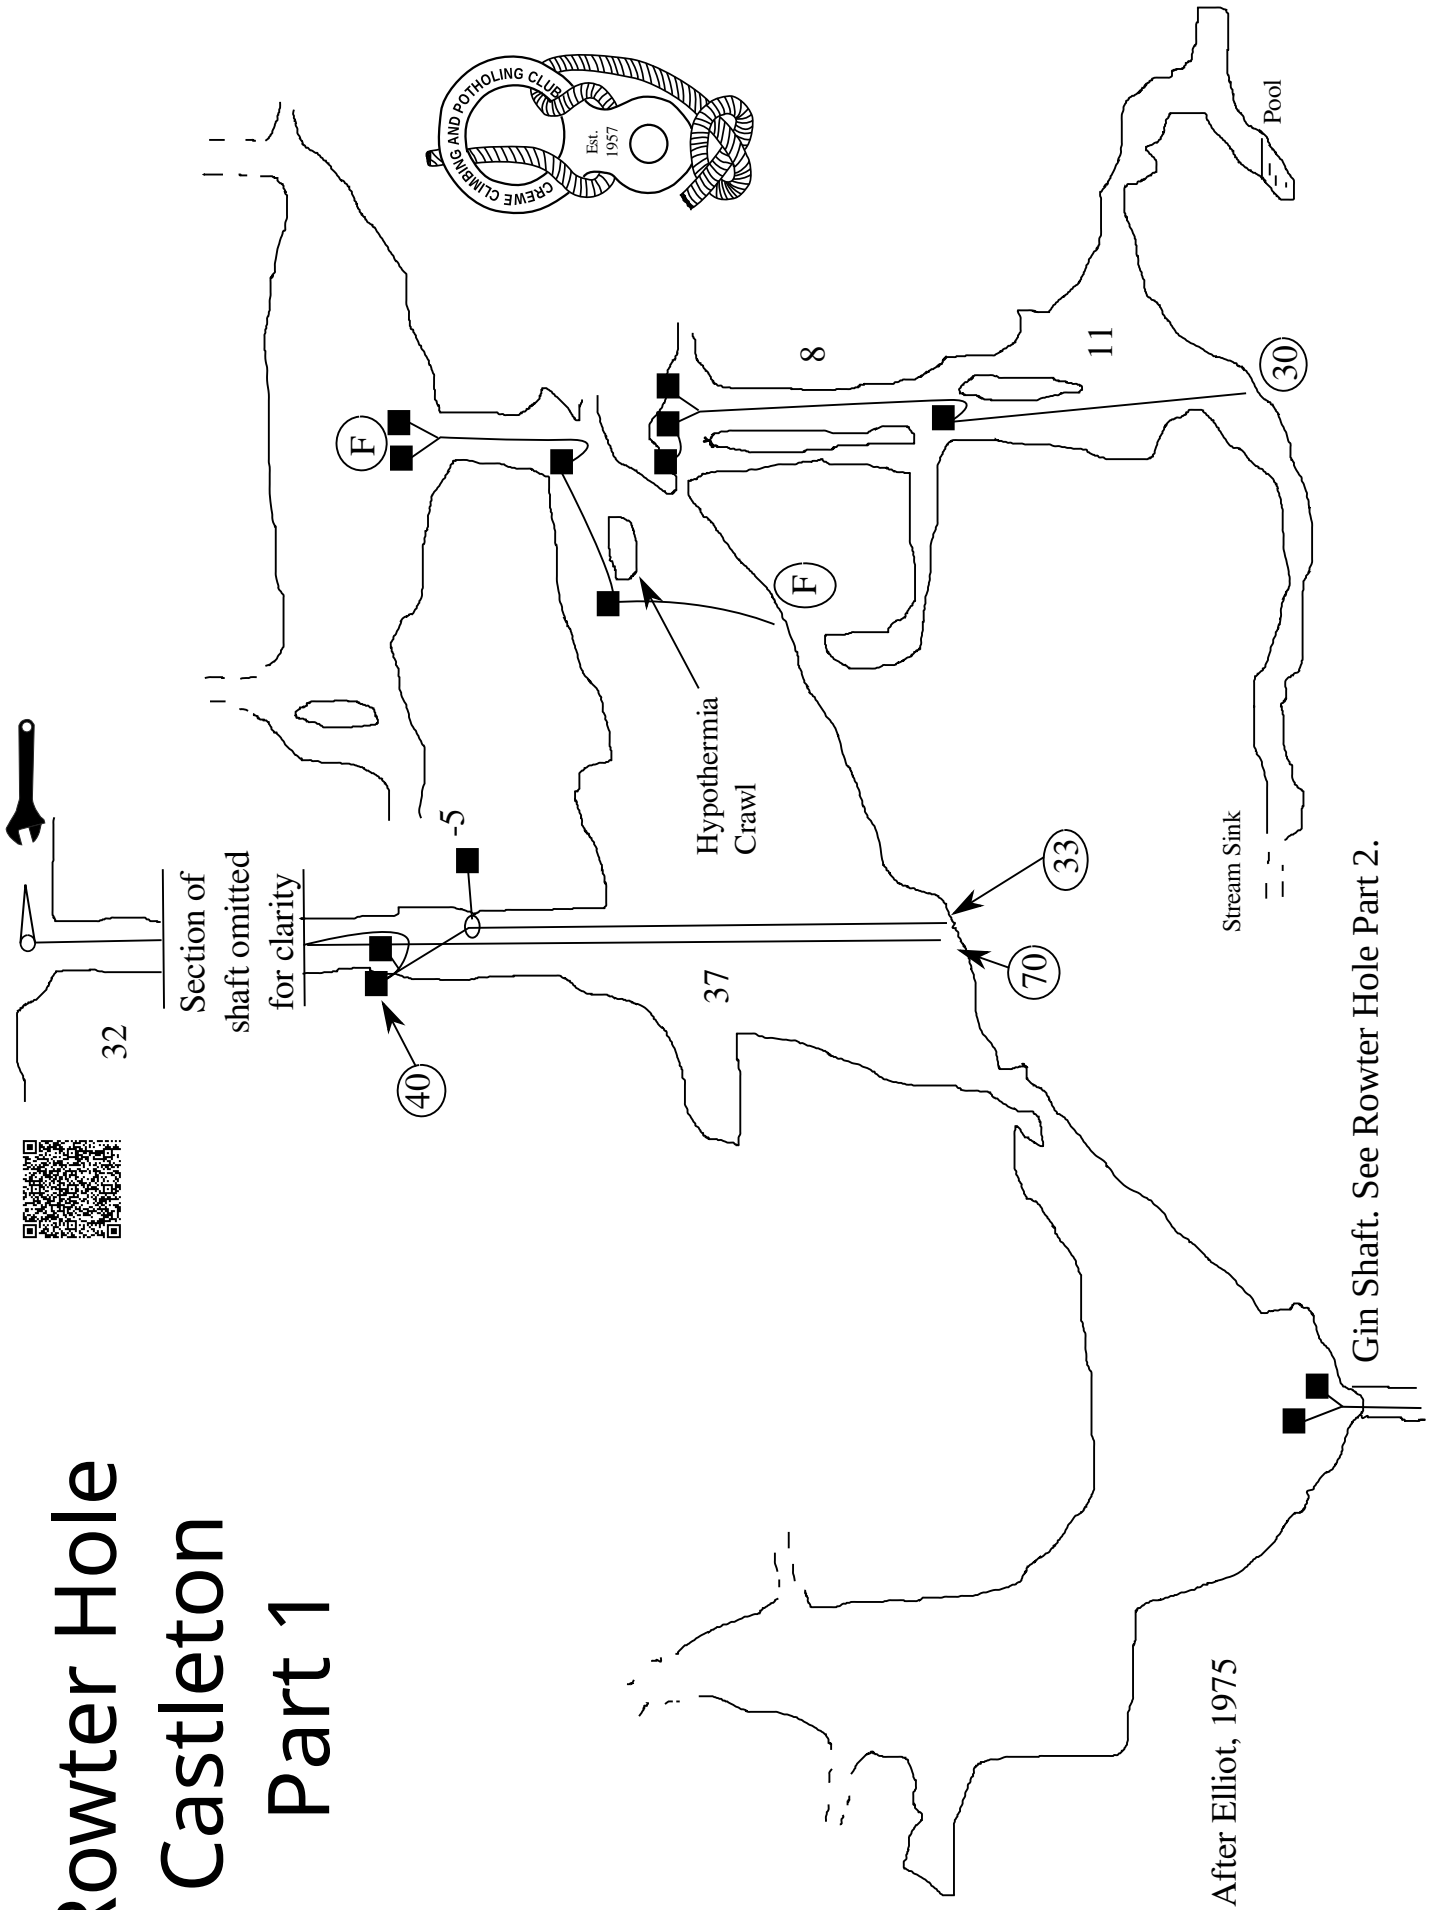 Rowter Hole
Castleton
Part 1
CREWE CLIMBING AND POTHOLING CLUB
Est.
1957
32
Section of
shaft omitted
for clarity
40
-5
37
70
33
F
Hypothermia
Crawl
F
8
11
30
Pool
Stream Sink
Gin Shaft. See Rowter Hole Part 2.
After Elliot, 1975